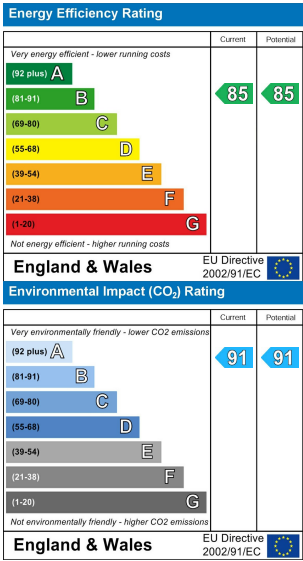 Energy Efficiency Rating
Current Potential
Very energy efficient - lower running costs
(92 plus) A
(81-91) B
85 85
(69-80) C
(55-68) D
(39-54) E
(21-38) F
(1-20) G
Not energy efficient - higher running costs
England & Wales
EU Directive
2002/91/EC
Environmental Impact (CO₂) Rating
Current Potential
Very environmentally friendly - lower CO2 emissions
(92 plus) A
91 91
(81-91) B
(69-80) C
(55-68) D
(39-54) E
(21-38) F
(1-20) G
Not environmentally friendly - higher CO2 emissions
England & Wales
EU Directive
2002/91/EC